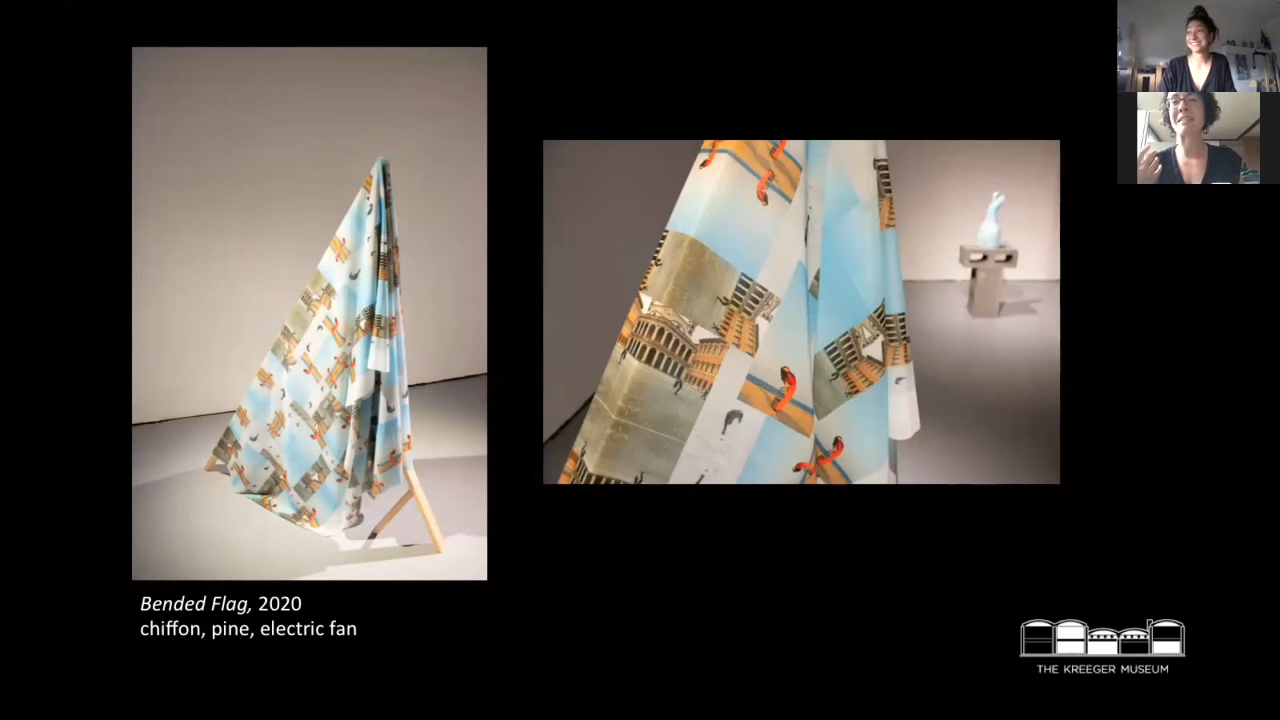 Bended Flag, 2020
chiffon, pine, electric fan
THE KREEGER MUSEUM